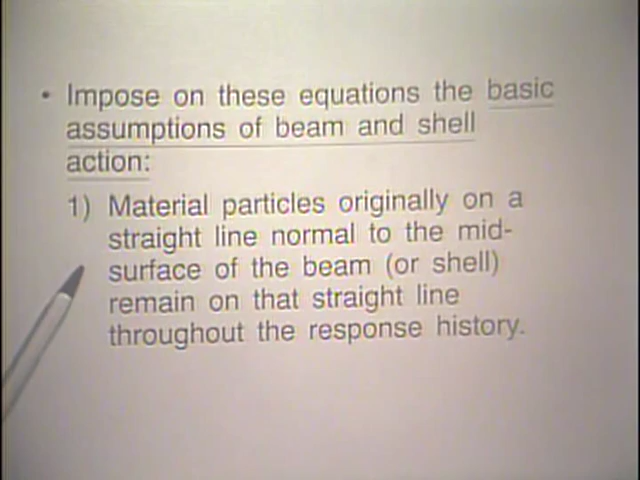 • Impose on these equations the basic
assumptions of beam and shell
action:
1) Material particles originally on a
straight line normal to the mid-
surface of the beam (or shell)
remain on that straight line
throughout the response history.